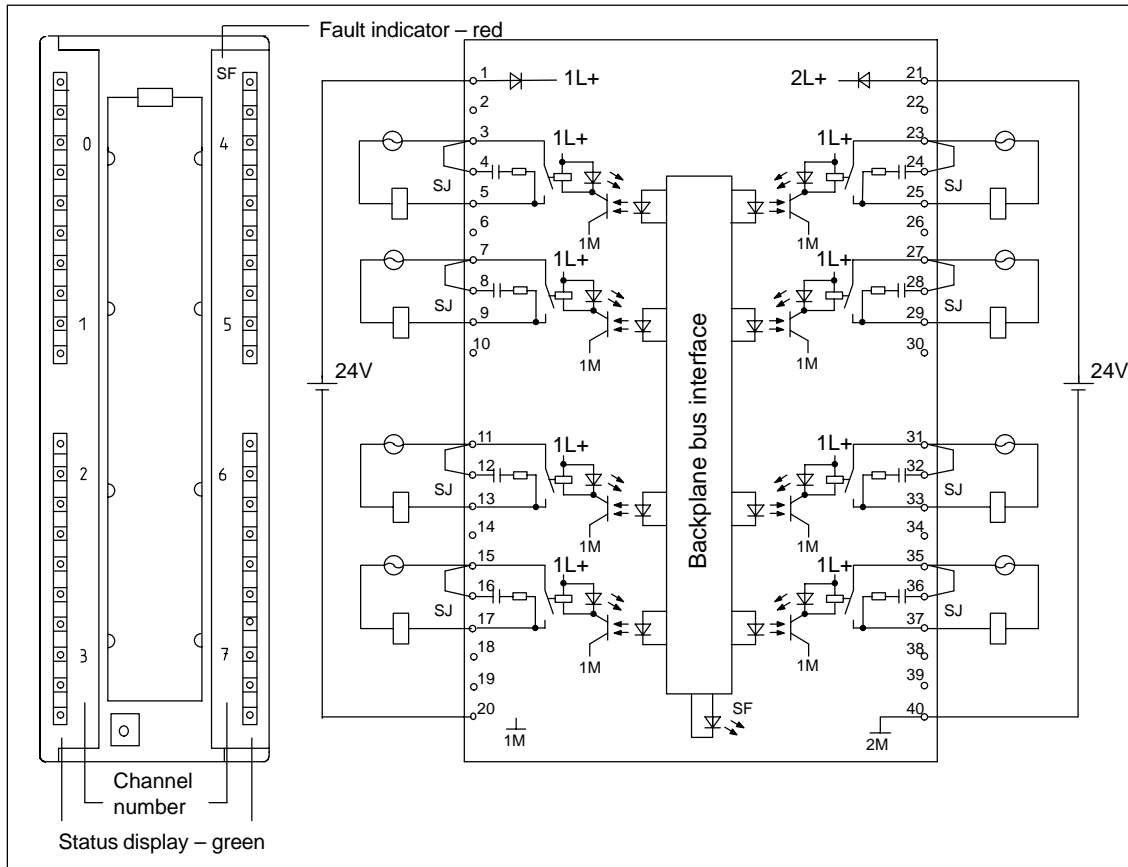 Fault indicator – red
SF
0
1
2
3
4
5
6
7
Channel
number
Status display – green
24V
1 1L+
2
3 1L+
4
SJ
5
1M
6
7 1L+
8
SJ
9
1M
10
11 1L+
12
SJ
13
1M
14
15 1L+
16
SJ
17
1M
18
19
20
1M
Backplane bus interface
SF
2L+ 21
22
1L+ 23
24
SJ
25
1M
26
1L+ 27
28
SJ
29
1M
30
1L+ 31
32
SJ
33
1M
34
1L+ 35
36
SJ
37
1M
38
39
40
2M
24V